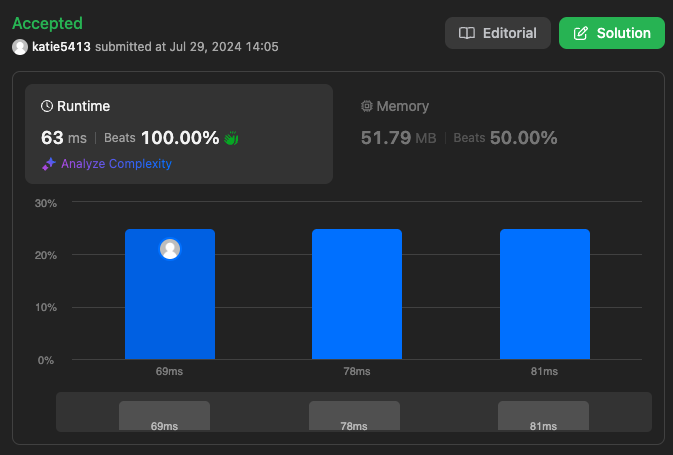 Accepted
katie5413 submitted at Jul 29, 2024 14:05
Editorial
Solution
Runtime
63 ms | Beats 100.00%
Analyze Complexity
Memory
51.79 MB | Beats 50.00%
30%
20%
10%
0%
69ms 78ms 81ms
69ms 78ms 81ms